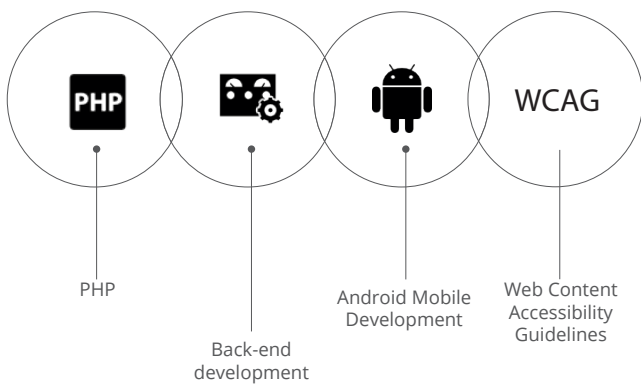 PHP
WCAG
PHP
Back-end
development
Android Mobile
Development
Web Content
Accessibility
Guidelines